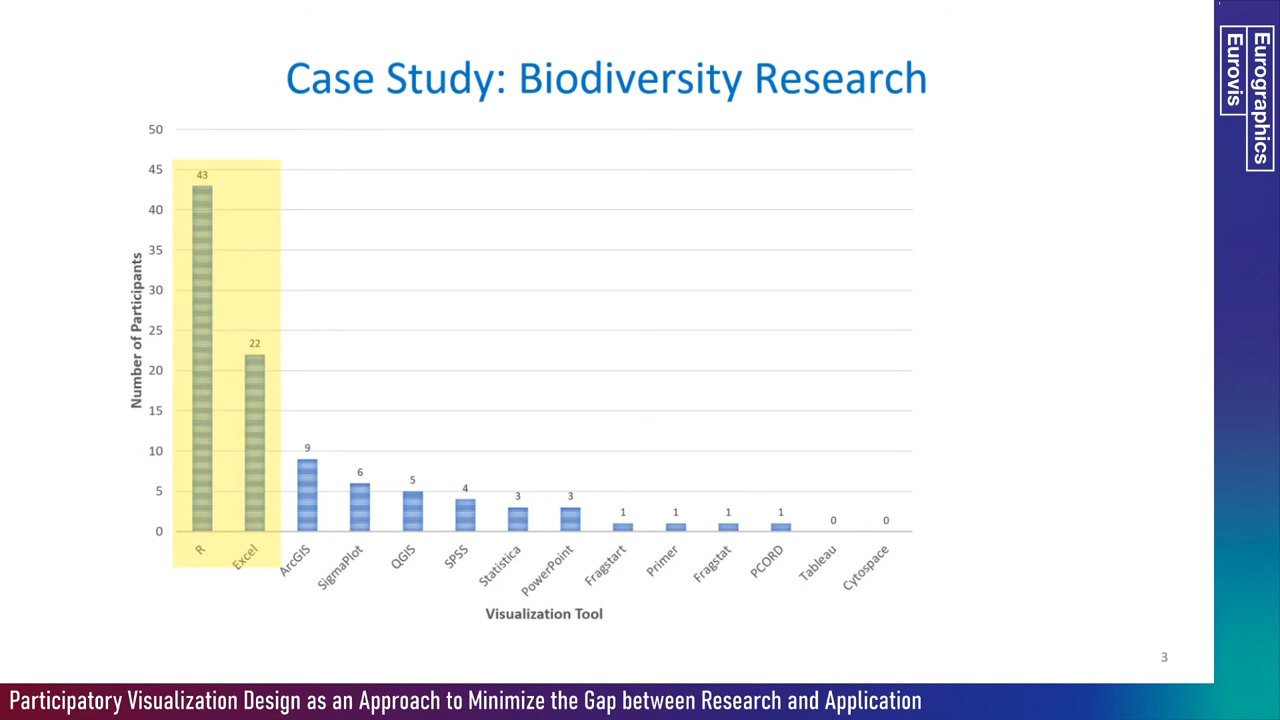 Case Study: Biodiversity Research
50
45
40
35
30
25
20
15
10
5
0
Number of Participants
43
22
9
6
5
4
3
3
1
1
1
1
0
0
R
Excel
ArcGIS
SigmaPlot
QGIS
SPSS
Statistica
PowerPoint
Fragstart
Primer
Fragstat
PCORD
Tableau
Cytospace
Visualization Tool
3
Eurographics
Eurovis
Participatory Visualization Design as an Approach to Minimize the Gap between Research and Application